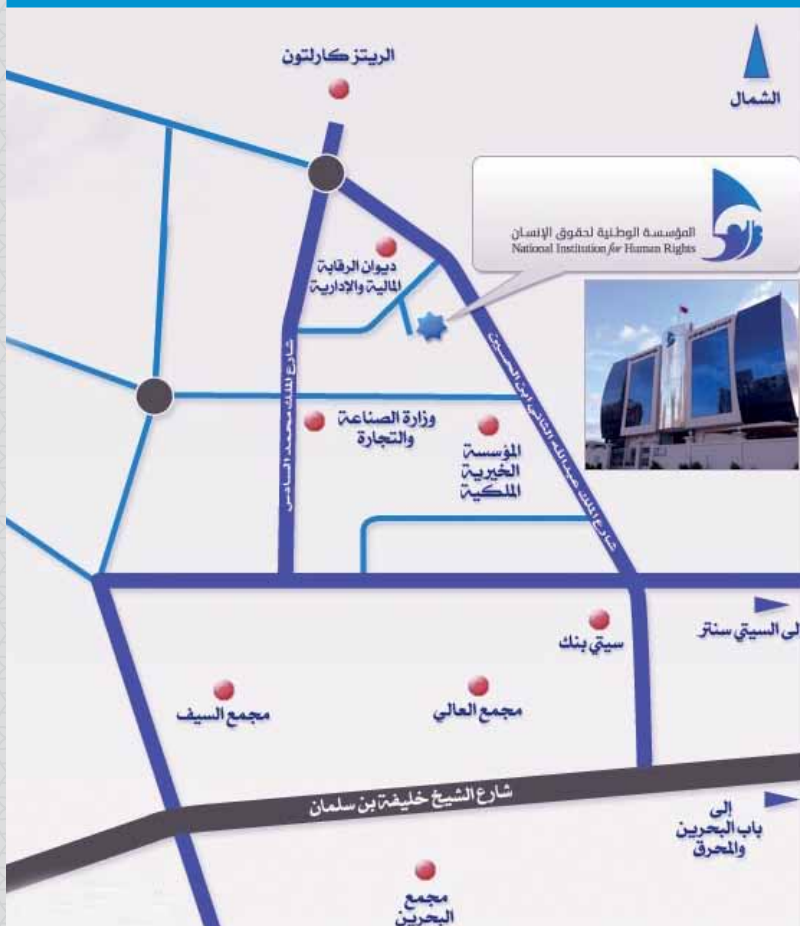 الريتز كارلتون
الشمال
المؤسسة الوطنية لحقوق الإنسان
National Institution for Human Rights
ديوان الرقابة
المالية والإدارية
شارع الملك محمد السادس
شارع الملك عبدالله الثاني ابن الحسين
وزارة الصناعة
والتجارة
المؤسسة
الخيرية
الملكية
سيتي بنك
لى السيتي سنتر
مجمع السيف
مجمع العالي
شارع الشيخ خليفة بن سلمان
إلى
باب البحرين
والمحرق
مجمع
البحرين